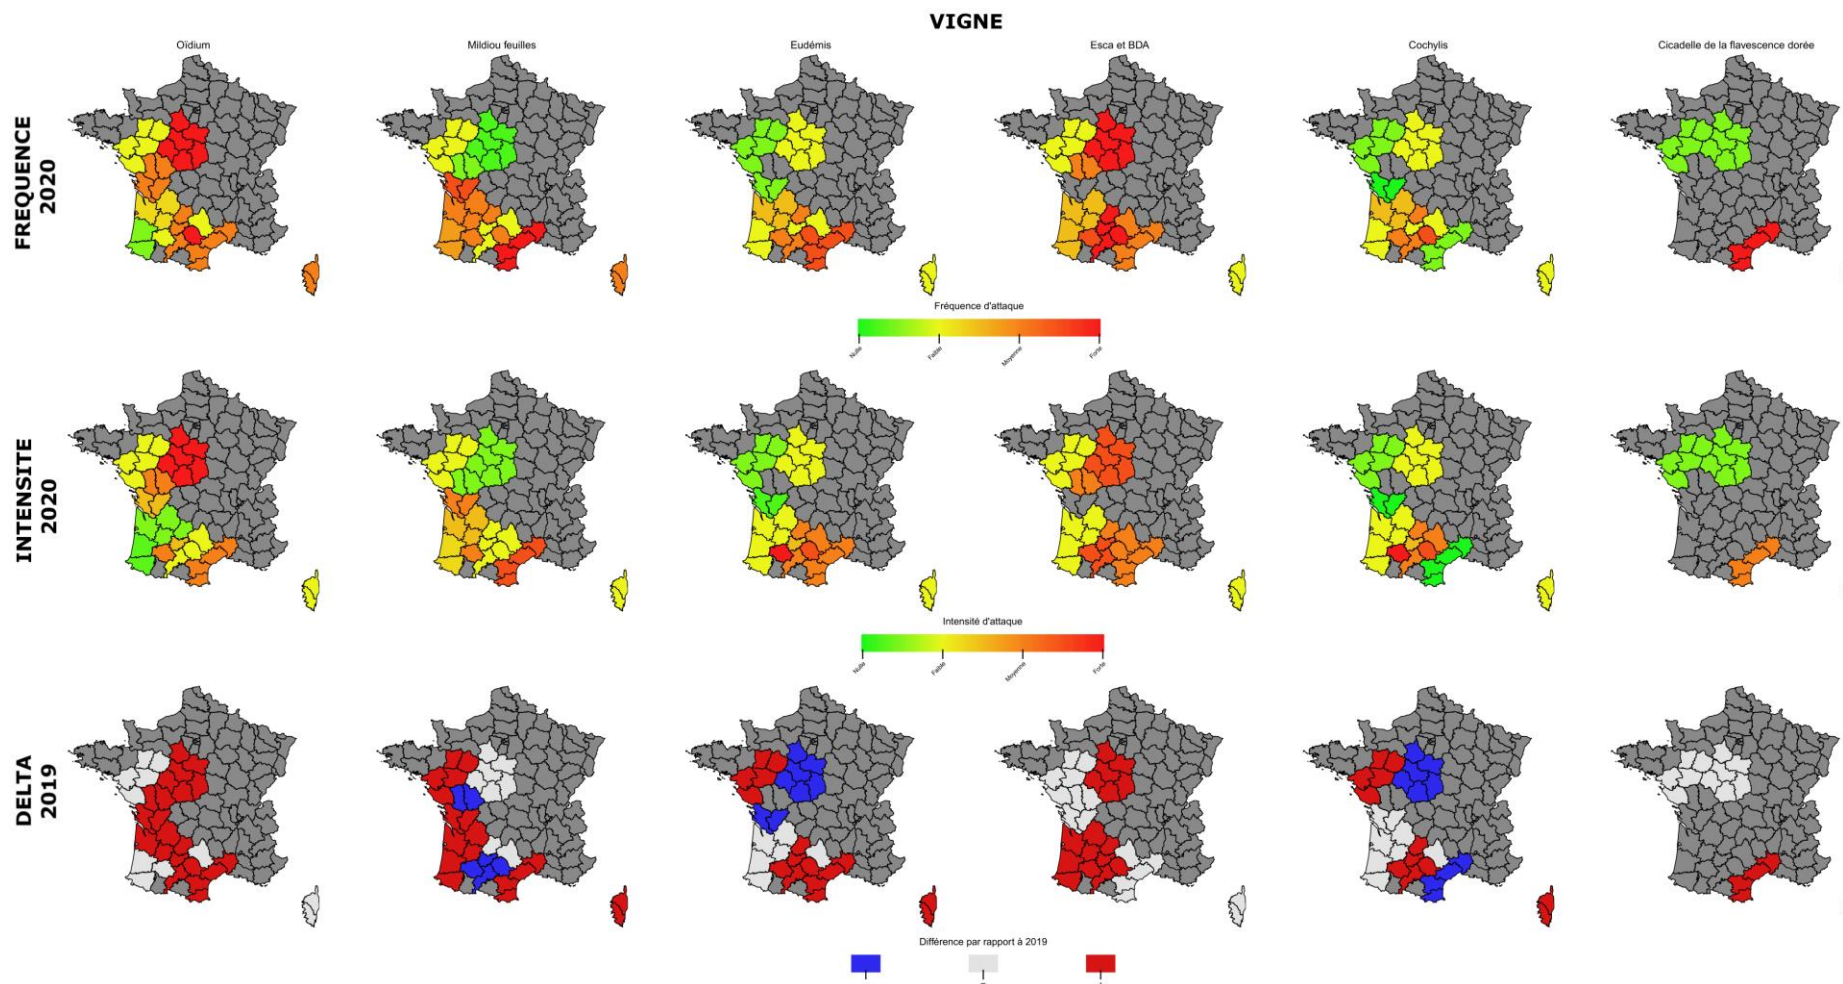 VIGNE
Oïdium
Mildiou feuilles
Eudémis
Esca et BDA
Cochylis
Cicadelle de la flavescence dorée
FREQUENCE
2020
Fréquence d'attaque
Nulle
Faible
Moyenne
Forte
INTENSITE
2020
Intensité d'attaque
Nulle
Faible
Moyenne
Forte
DELTA
2019
Différence par rapport à 2019